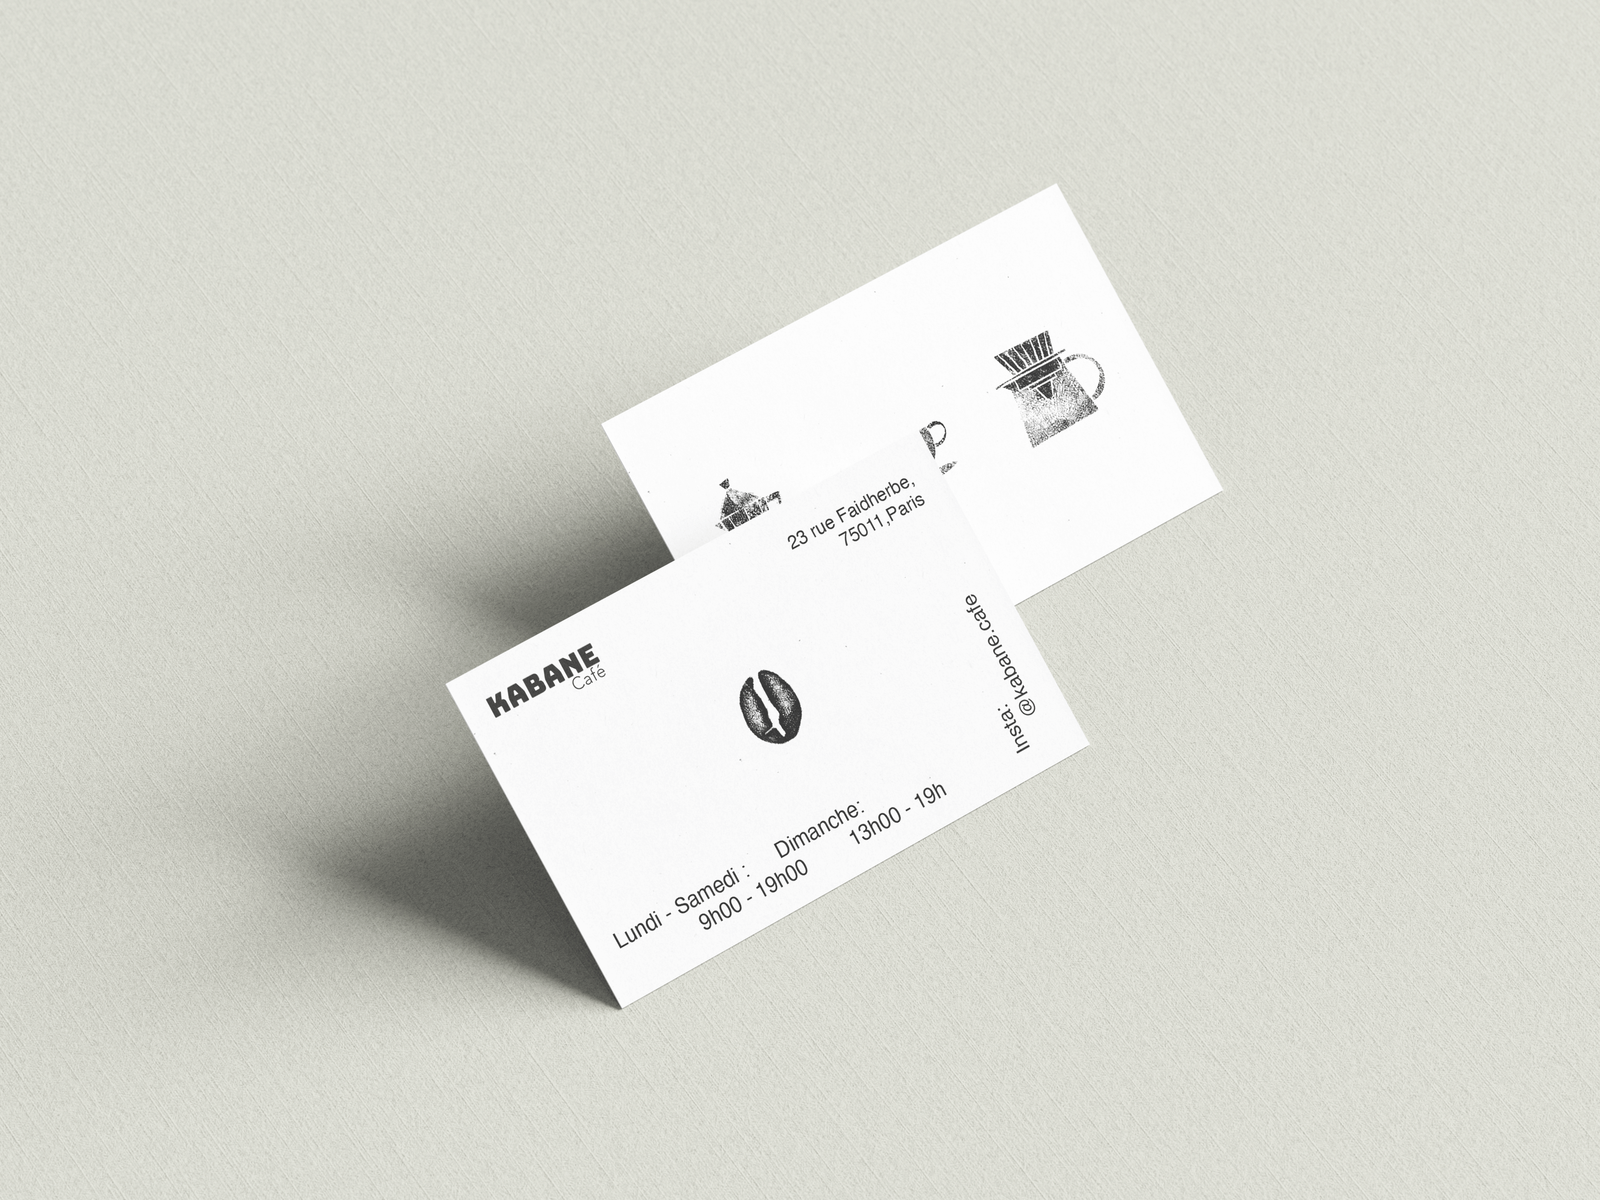 KABANE
Café
23 rue Faidherbe,
75011,Paris
Insta:
@kabane.cafe
Lundi - Samedi :
9h00 - 19h00
Dimanche:
13h00 - 19h